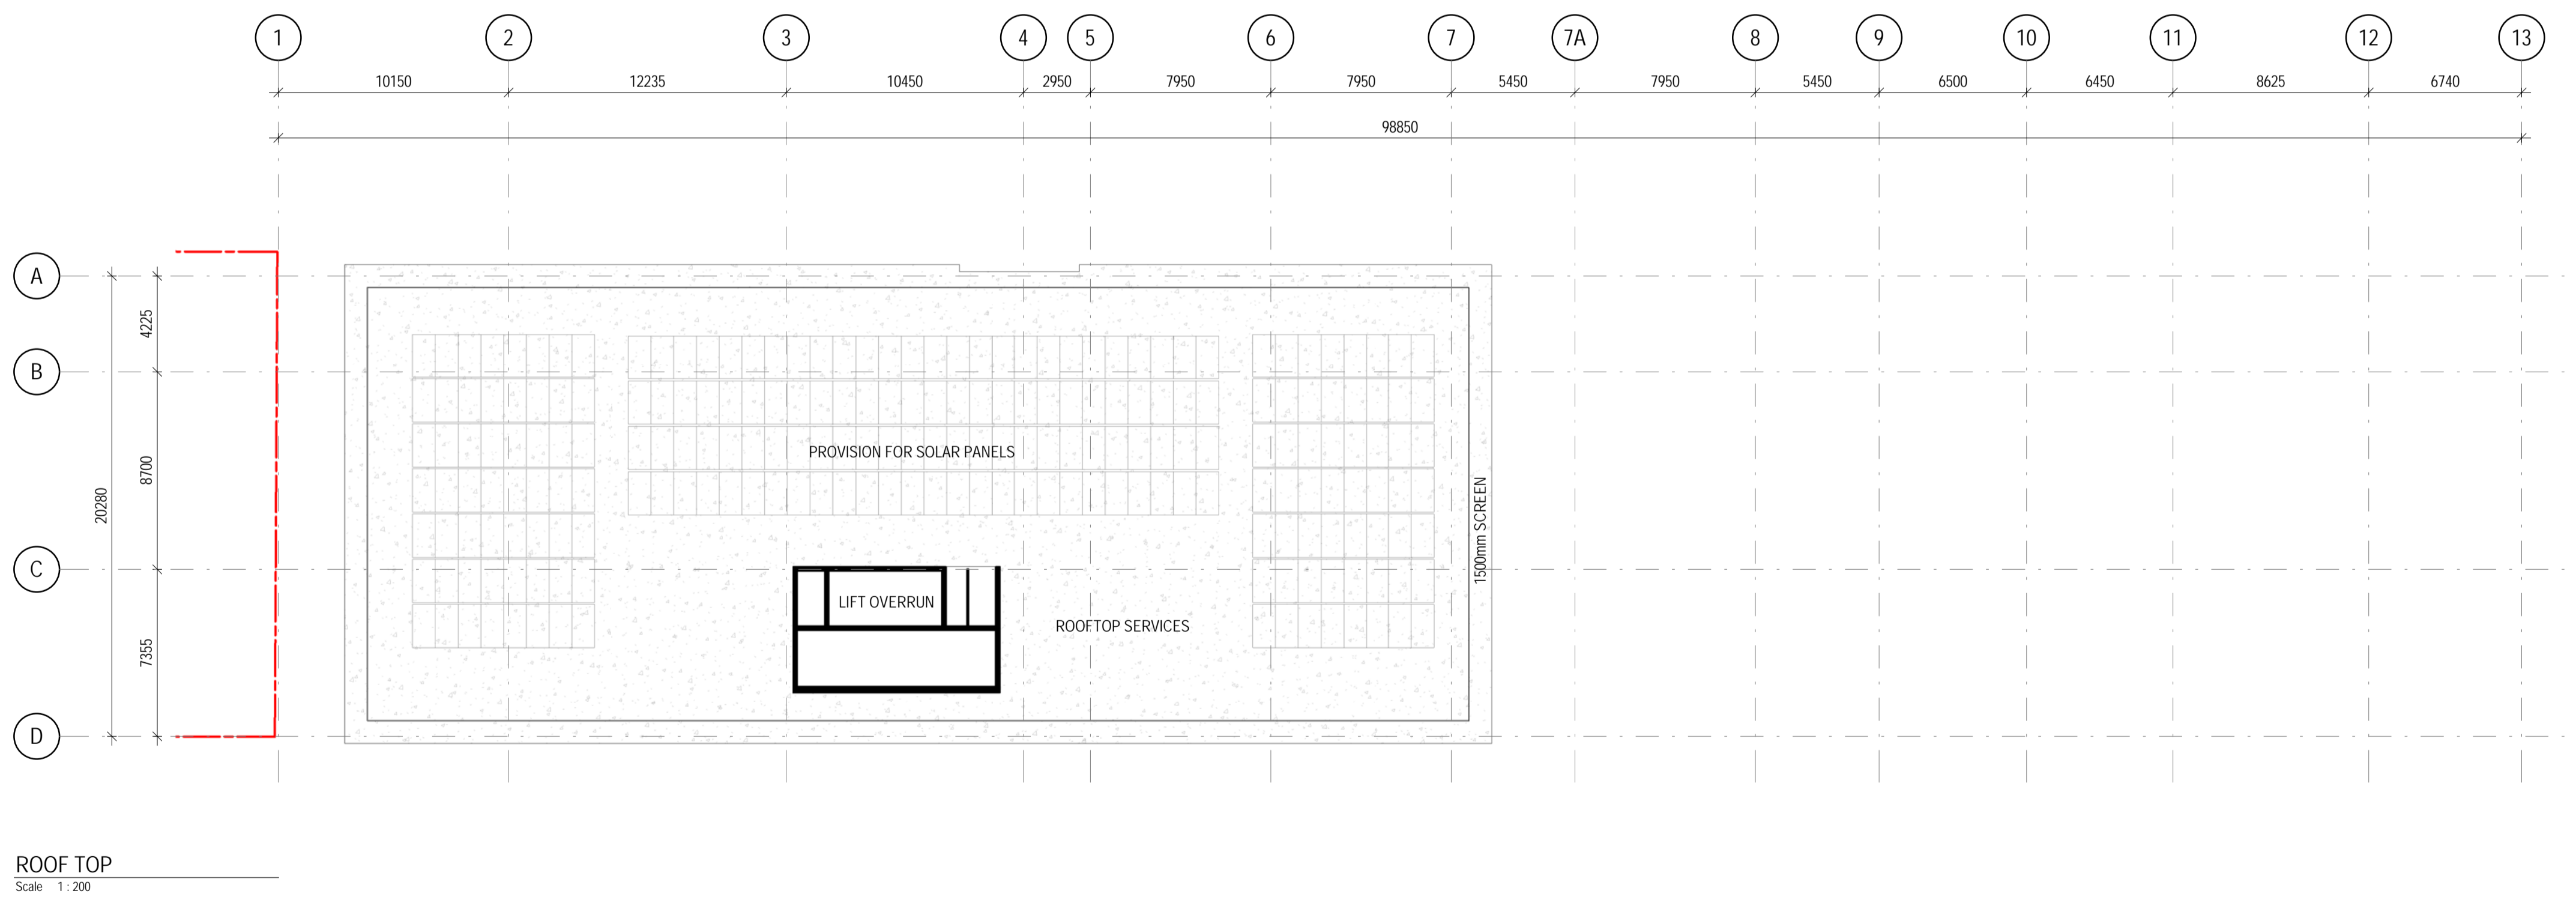 1 2 3 4 5 6 7 7A 8 9 10 11 12 13
10150 12235 10450 2950 7950 7950 5450 7950 5450 6500 6450 8625 6740
98850
A
4225
B
8700
20280
C
7355
D
PROVISION FOR SOLAR PANELS
1500mm SCREEN
LIFT OVERRUN
ROOFTOP SERVICES
ROOF TOP
Scale 1 : 200